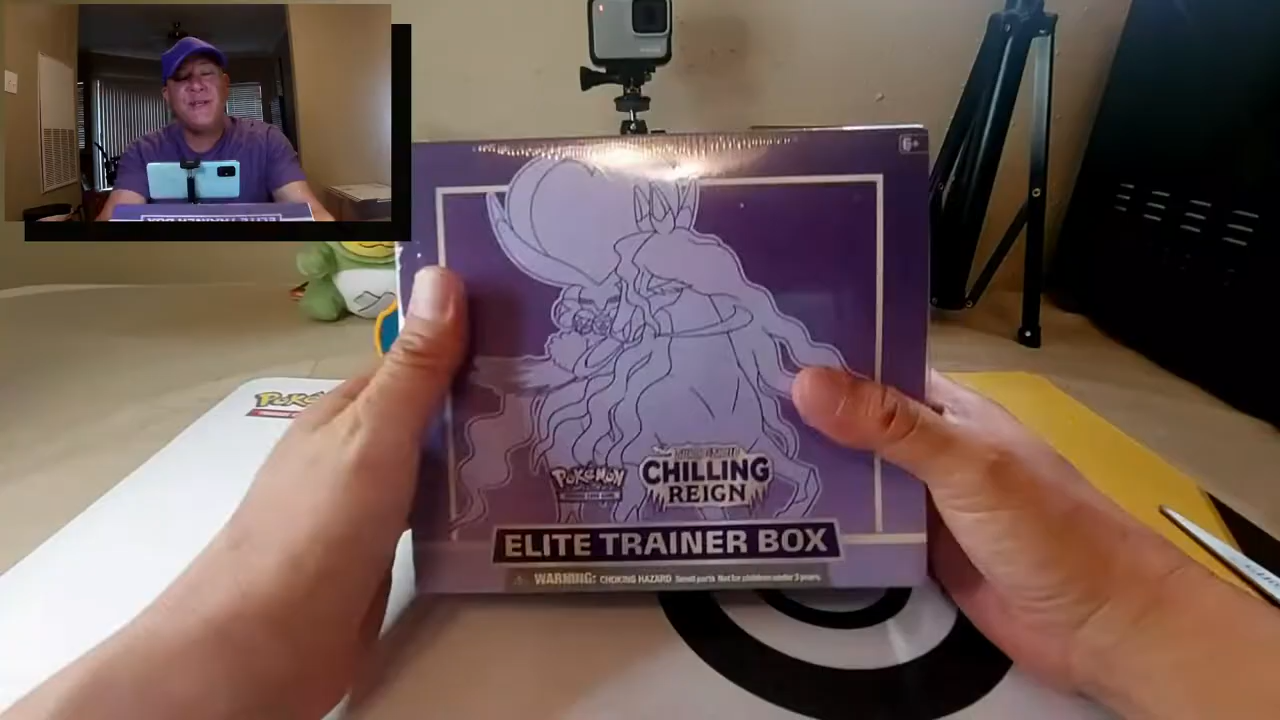 ELITE TRAINER BOX
6+
POKÉMON
CHILLING
REIGN
ELITE TRAINER BOX
WARNING: CHOKING HAZARD Small parts. Not for children under 3 years.